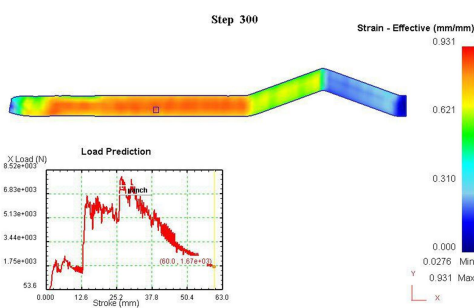 Step 300
Strain - Effective (mm/mm)
0.931
0.621
0.310
0.000
0.0276 Min
0.931 Max
Y
X
Load Prediction
X Load (N)
8.52e+003
6.83e+003
5.13e+003
3.44e+003
1.75e+003
53.6
punch
(60.0 , 1.67e+03)
0.000 12.6 25.2 37.8 50.4 63.0
Stroke (mm)